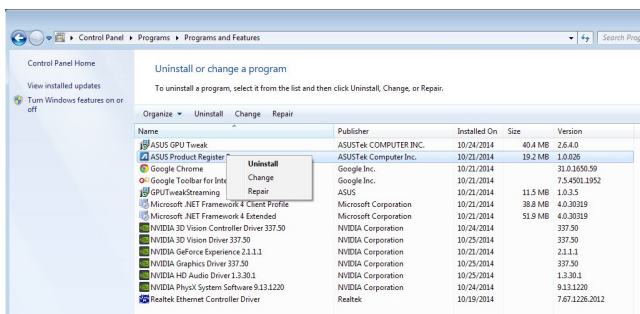 Control Panel ▸ Programs ▸ Programs and Features
Search Prog
Control Panel Home
View installed updates
Turn Windows features on or
off
Uninstall or change a program
To uninstall a program, select it from the list and then click Uninstall, Change, or Repair.
Organize Uninstall Change Repair
Name Publisher Installed On Size Version
ASUS GPU Tweak ASUSTek COMPUTER INC. 10/24/2014 40.4 MB 2.6.4.0
ASUS Product Register ASUSTek Computer Inc. 10/21/2014 19.2 MB 1.0.026
Google Chrome Google Inc. 10/21/2014 31.0.1650.59
Google Toolbar for Inte Google Inc. 10/21/2014 7.5.4501.1952
GPUTweakStreaming ASUS 10/21/2014 11.5 MB 1.0.3.5
Microsoft .NET Framework 4 Client Profile Microsoft Corporation 10/21/2014 38.8 MB 4.0.30319
Microsoft .NET Framework 4 Extended Microsoft Corporation 10/21/2014 51.9 MB 4.0.30319
NVIDIA 3D Vision Controller Driver 337.50 NVIDIA Corporation 10/24/2014 337.50
NVIDIA 3D Vision Driver 337.50 NVIDIA Corporation 10/25/2014 337.50
NVIDIA GeForce Experience 2.1.1.1 NVIDIA Corporation 10/21/2014 2.1.1.1
NVIDIA Graphics Driver 337.50 NVIDIA Corporation 10/25/2014 337.50
NVIDIA HD Audio Driver 1.3.30.1 NVIDIA Corporation 10/25/2014 1.3.30.1
NVIDIA PhysX System Software 9.13.1220 NVIDIA Corporation 10/24/2014 9.13.1220
Realtek Ethernet Controller Driver Realtek 10/19/2014 7.67.1226.2012
Uninstall
Change
Repair